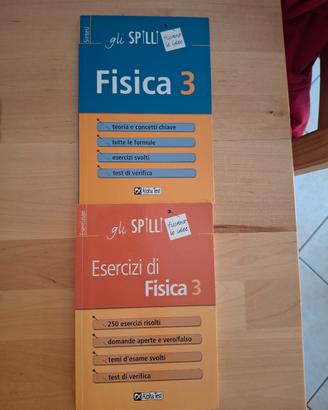 Sintesi
gli SPILLI
fissano
le idee
Fisica 3
teoria e concetti chiave
tutte le formule
esercizi svolti
test di verifica
Alpha Test
Esercizi
gli SPILLI
fissano
le idee
Esercizi di
Fisica 3
250 esercizi risolti
domande aperte e vero/falso
temi d'esame svolti
test di verifica
Alpha Test